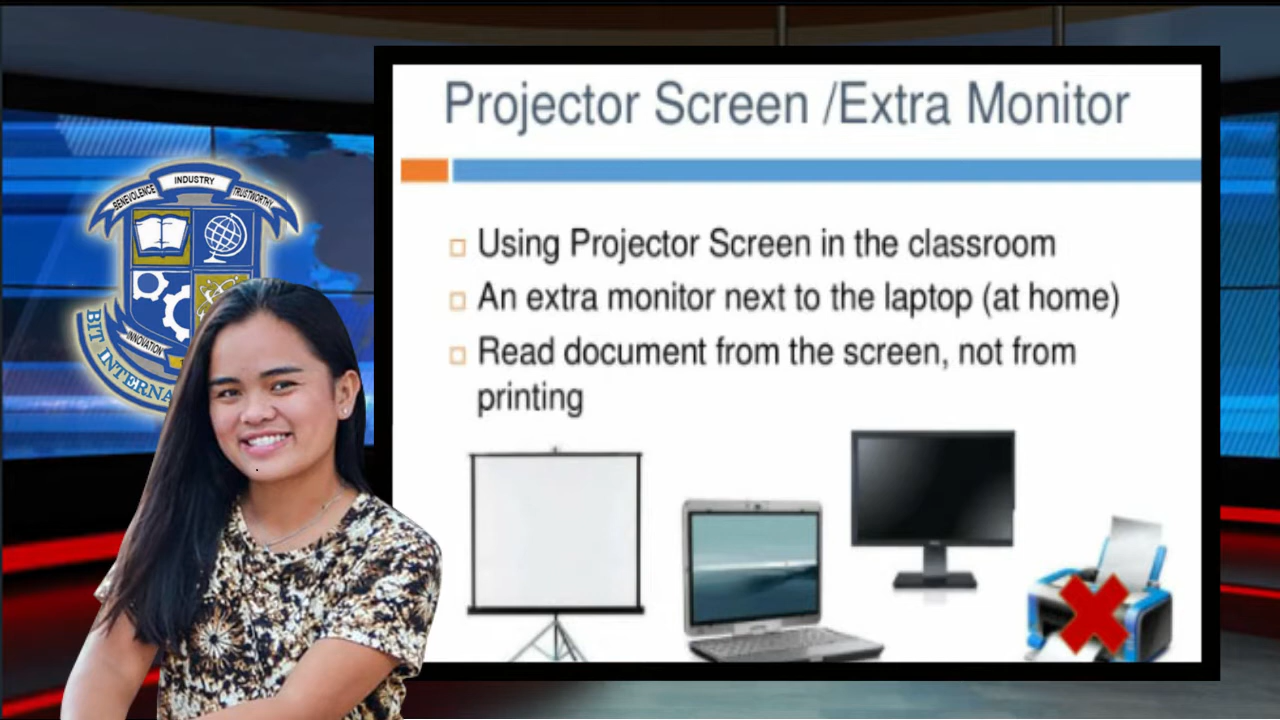 Projector Screen /Extra Monitor
BENEVOLENCE
INDUSTRY
TRUSTWORTHY
Using Projector Screen in the classroom
An extra monitor next to the laptop (at home)
Read document from the screen, not from
printing
INNOVATION
BIT